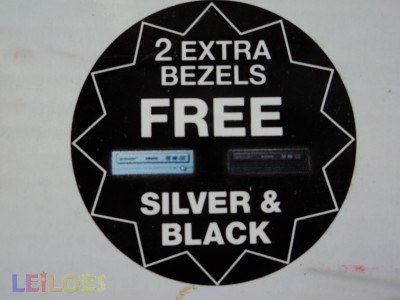 2 EXTRA
BEZELS
FREE
SILVER &
BLACK
LEiLOES